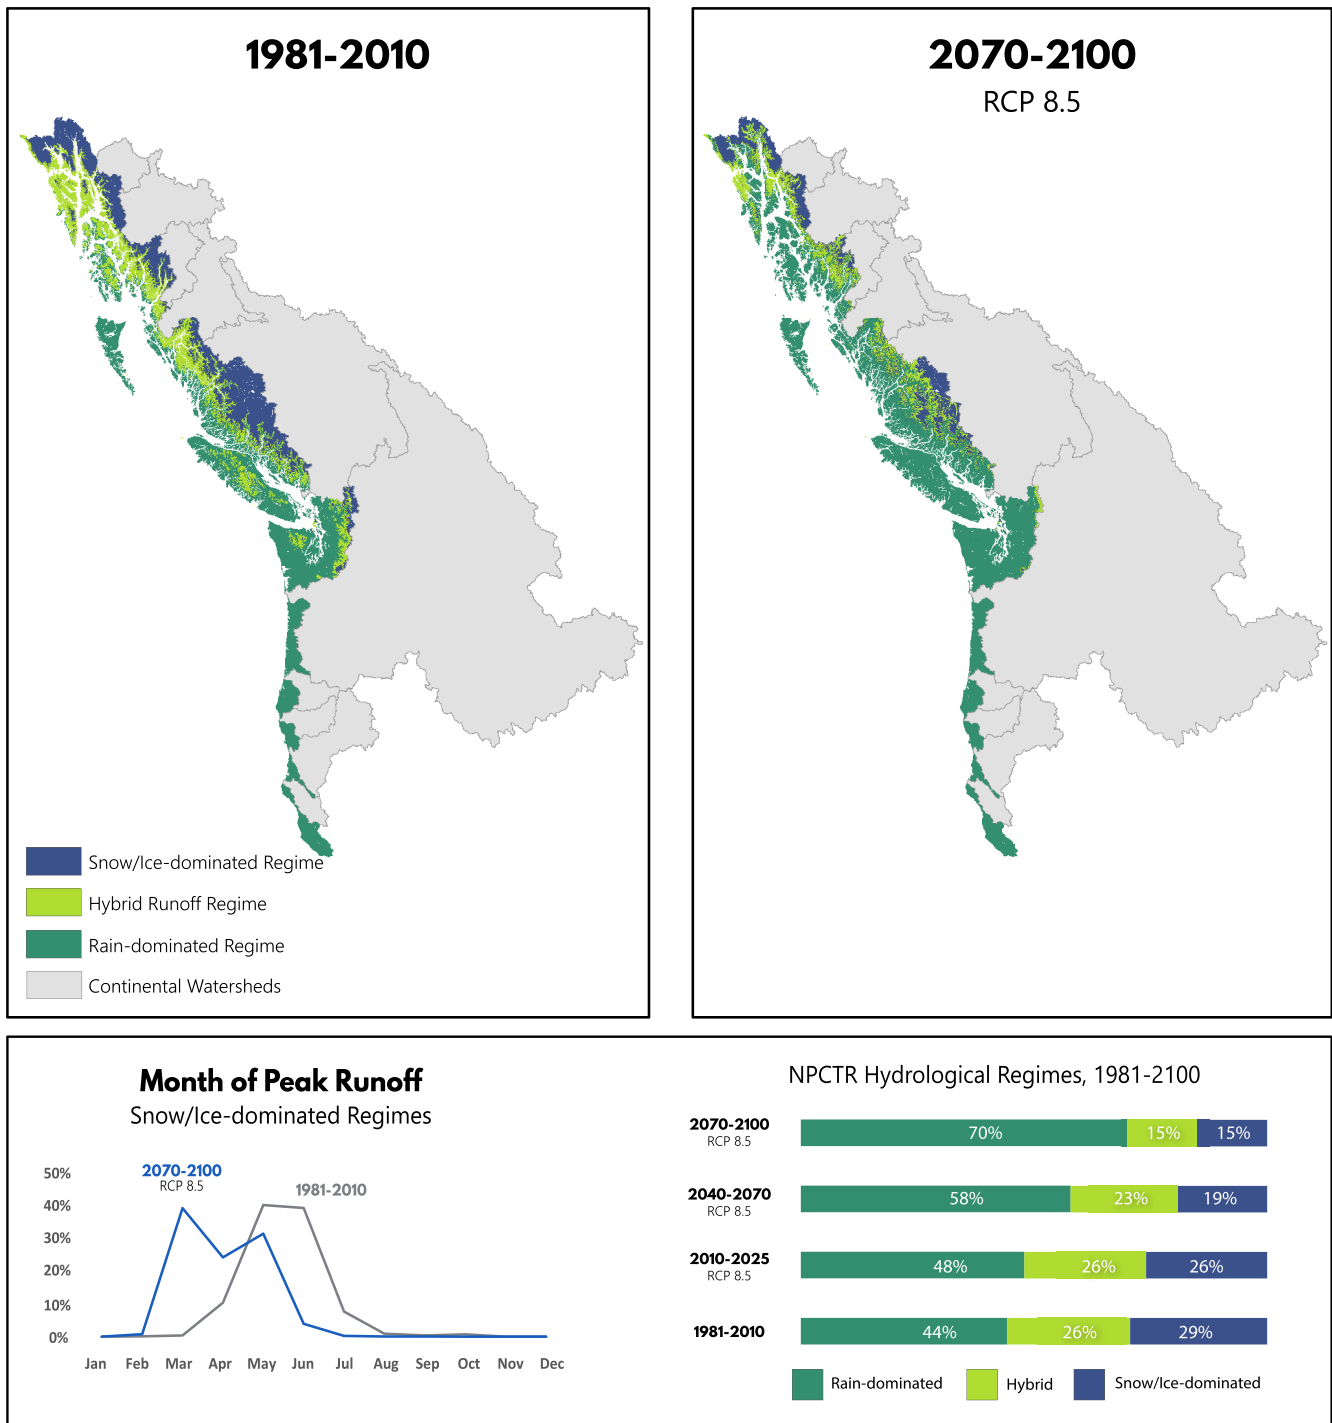 1981-2010
2070-2100
RCP 8.5
Snow/Ice-dominated Regime
Hybrid Runoff Regime
Rain-dominated Regime
Continental Watersheds
Month of Peak Runoff
Snow/Ice-dominated Regimes
2070-2100
RCP 8.5
1981-2010
50%
40%
30%
20%
10%
0%
Jan Feb Mar Apr May Jun Jul Aug Sep Oct Nov Dec
NPCTR Hydrological Regimes, 1981-2100
2070-2100
RCP 8.5
70% 15% 15%
2040-2070
RCP 8.5
58% 23% 19%
2010-2025
RCP 8.5
48% 26% 26%
1981-2010
44% 26% 29%
Rain-dominated Hybrid Snow/Ice-dominated